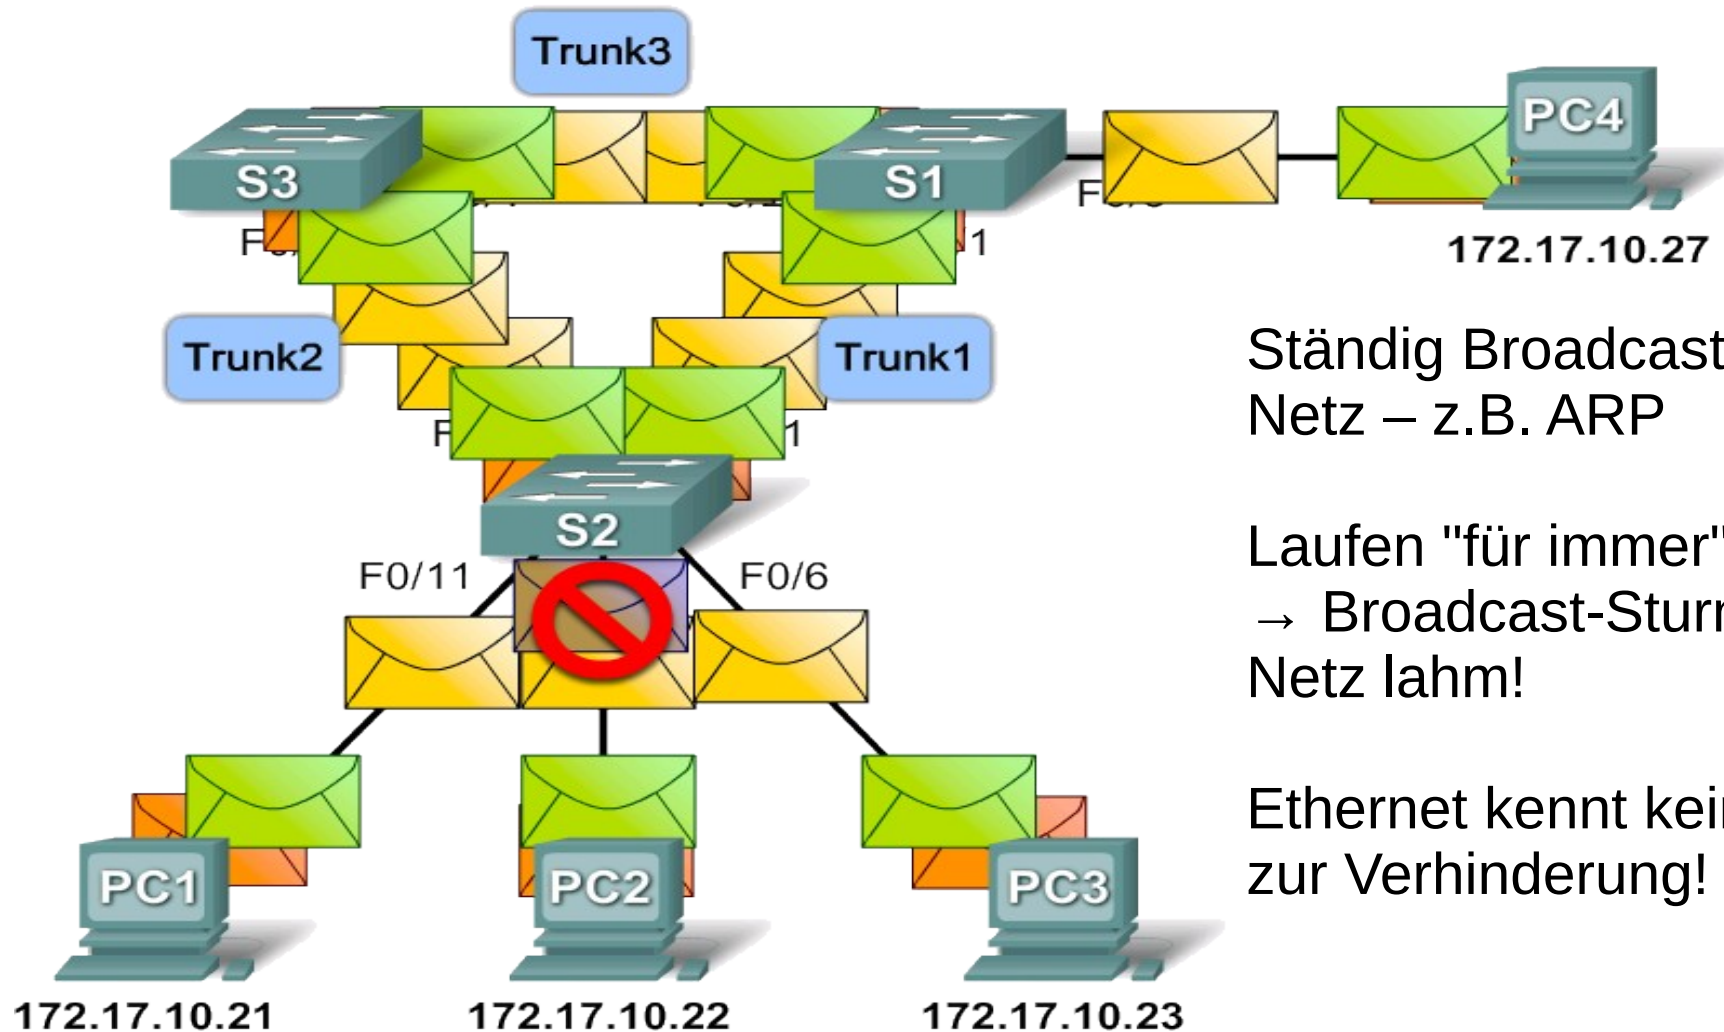 Trunk3
PC4
S3
S1
172.17.10.27
Trunk2
Trunk1
S2
F0/11
F0/6
PC1
PC2
PC3
172.17.10.21
172.17.10.22
172.17.10.23
Ständig Broadcast
Netz – z.B. ARP
Laufen "für immer"
→ Broadcast-Stur
Netz lahm!
Ethernet kennt kei
zur Verhinderung!